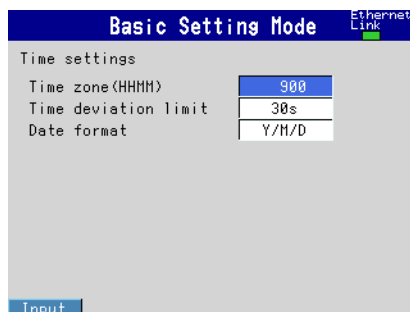 Basic Setting Mode
Ethernet
Link
Time settings
Time zone(HHMM) 900
Time deviation limit 30s
Date format Y/M/D
Input